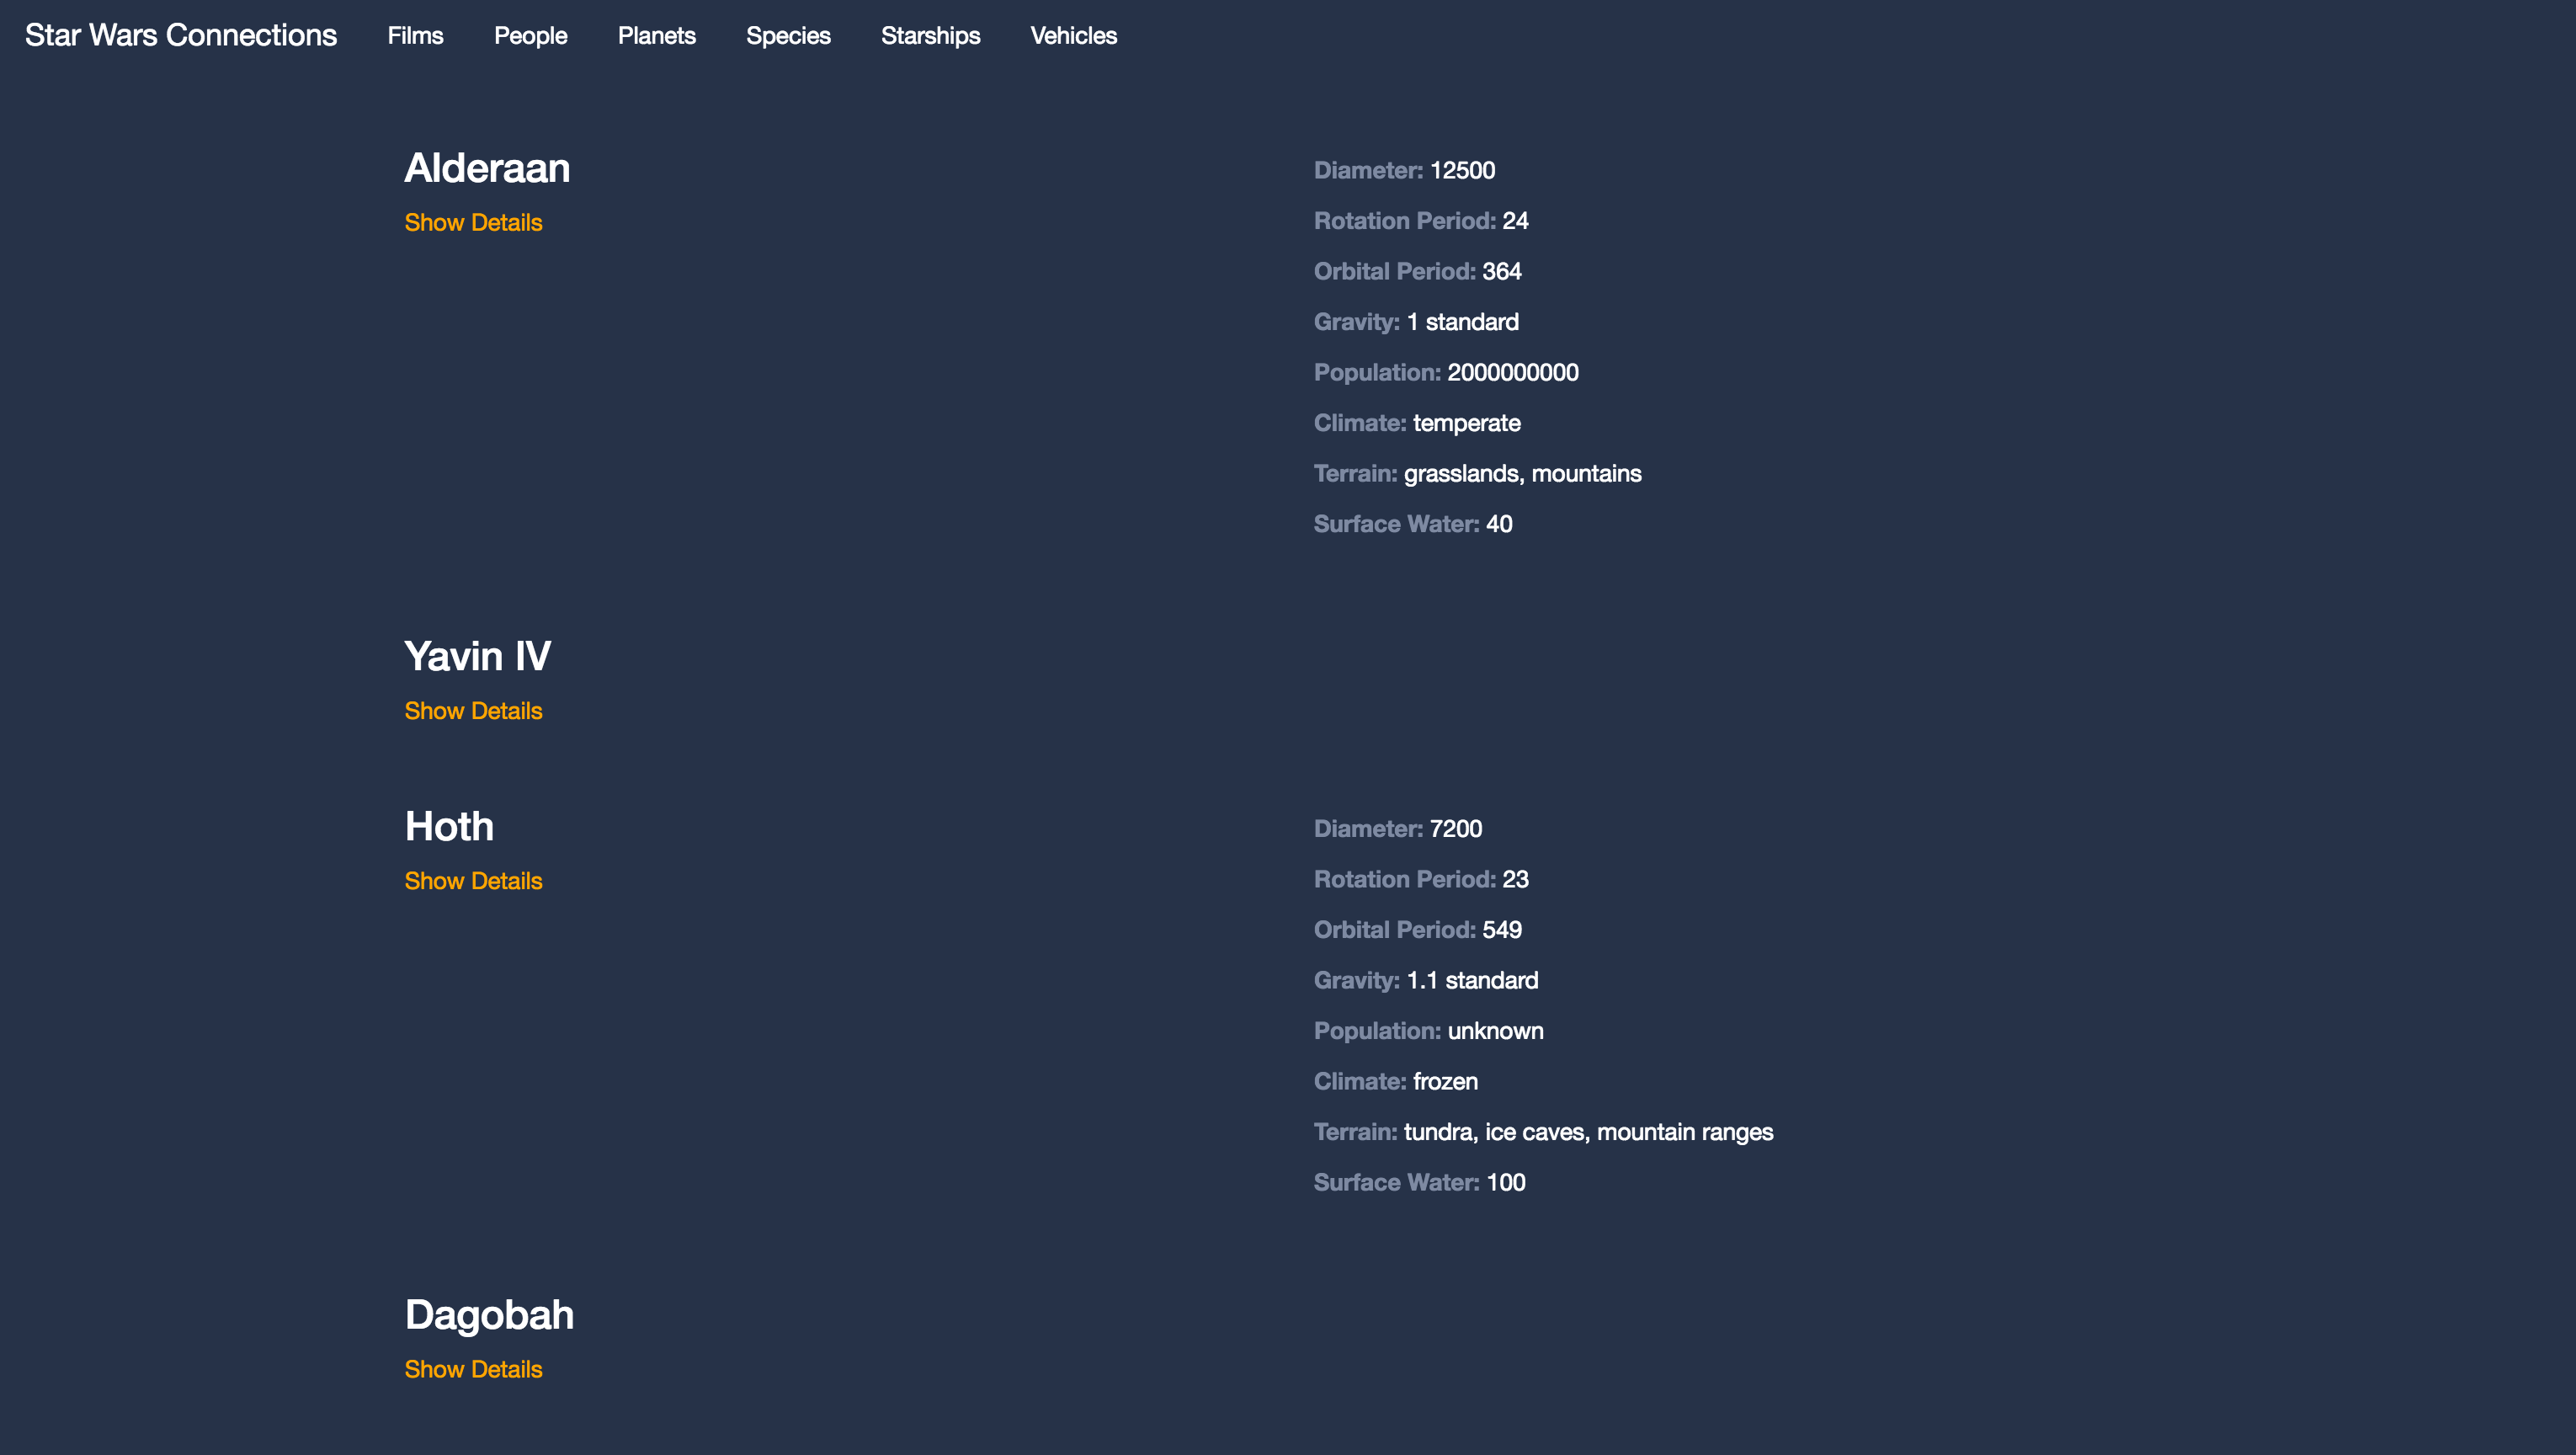 Star Wars Connections Films People Planets Species Starships Vehicles
Alderaan
Show Details
Diameter: 12500
Rotation Period: 24
Orbital Period: 364
Gravity: 1 standard
Population: 2000000000
Climate: temperate
Terrain: grasslands, mountains
Surface Water: 40
Yavin IV
Show Details
Hoth
Show Details
Diameter: 7200
Rotation Period: 23
Orbital Period: 549
Gravity: 1.1 standard
Population: unknown
Climate: frozen
Terrain: tundra, ice caves, mountain ranges
Surface Water: 100
Dagobah
Show Details